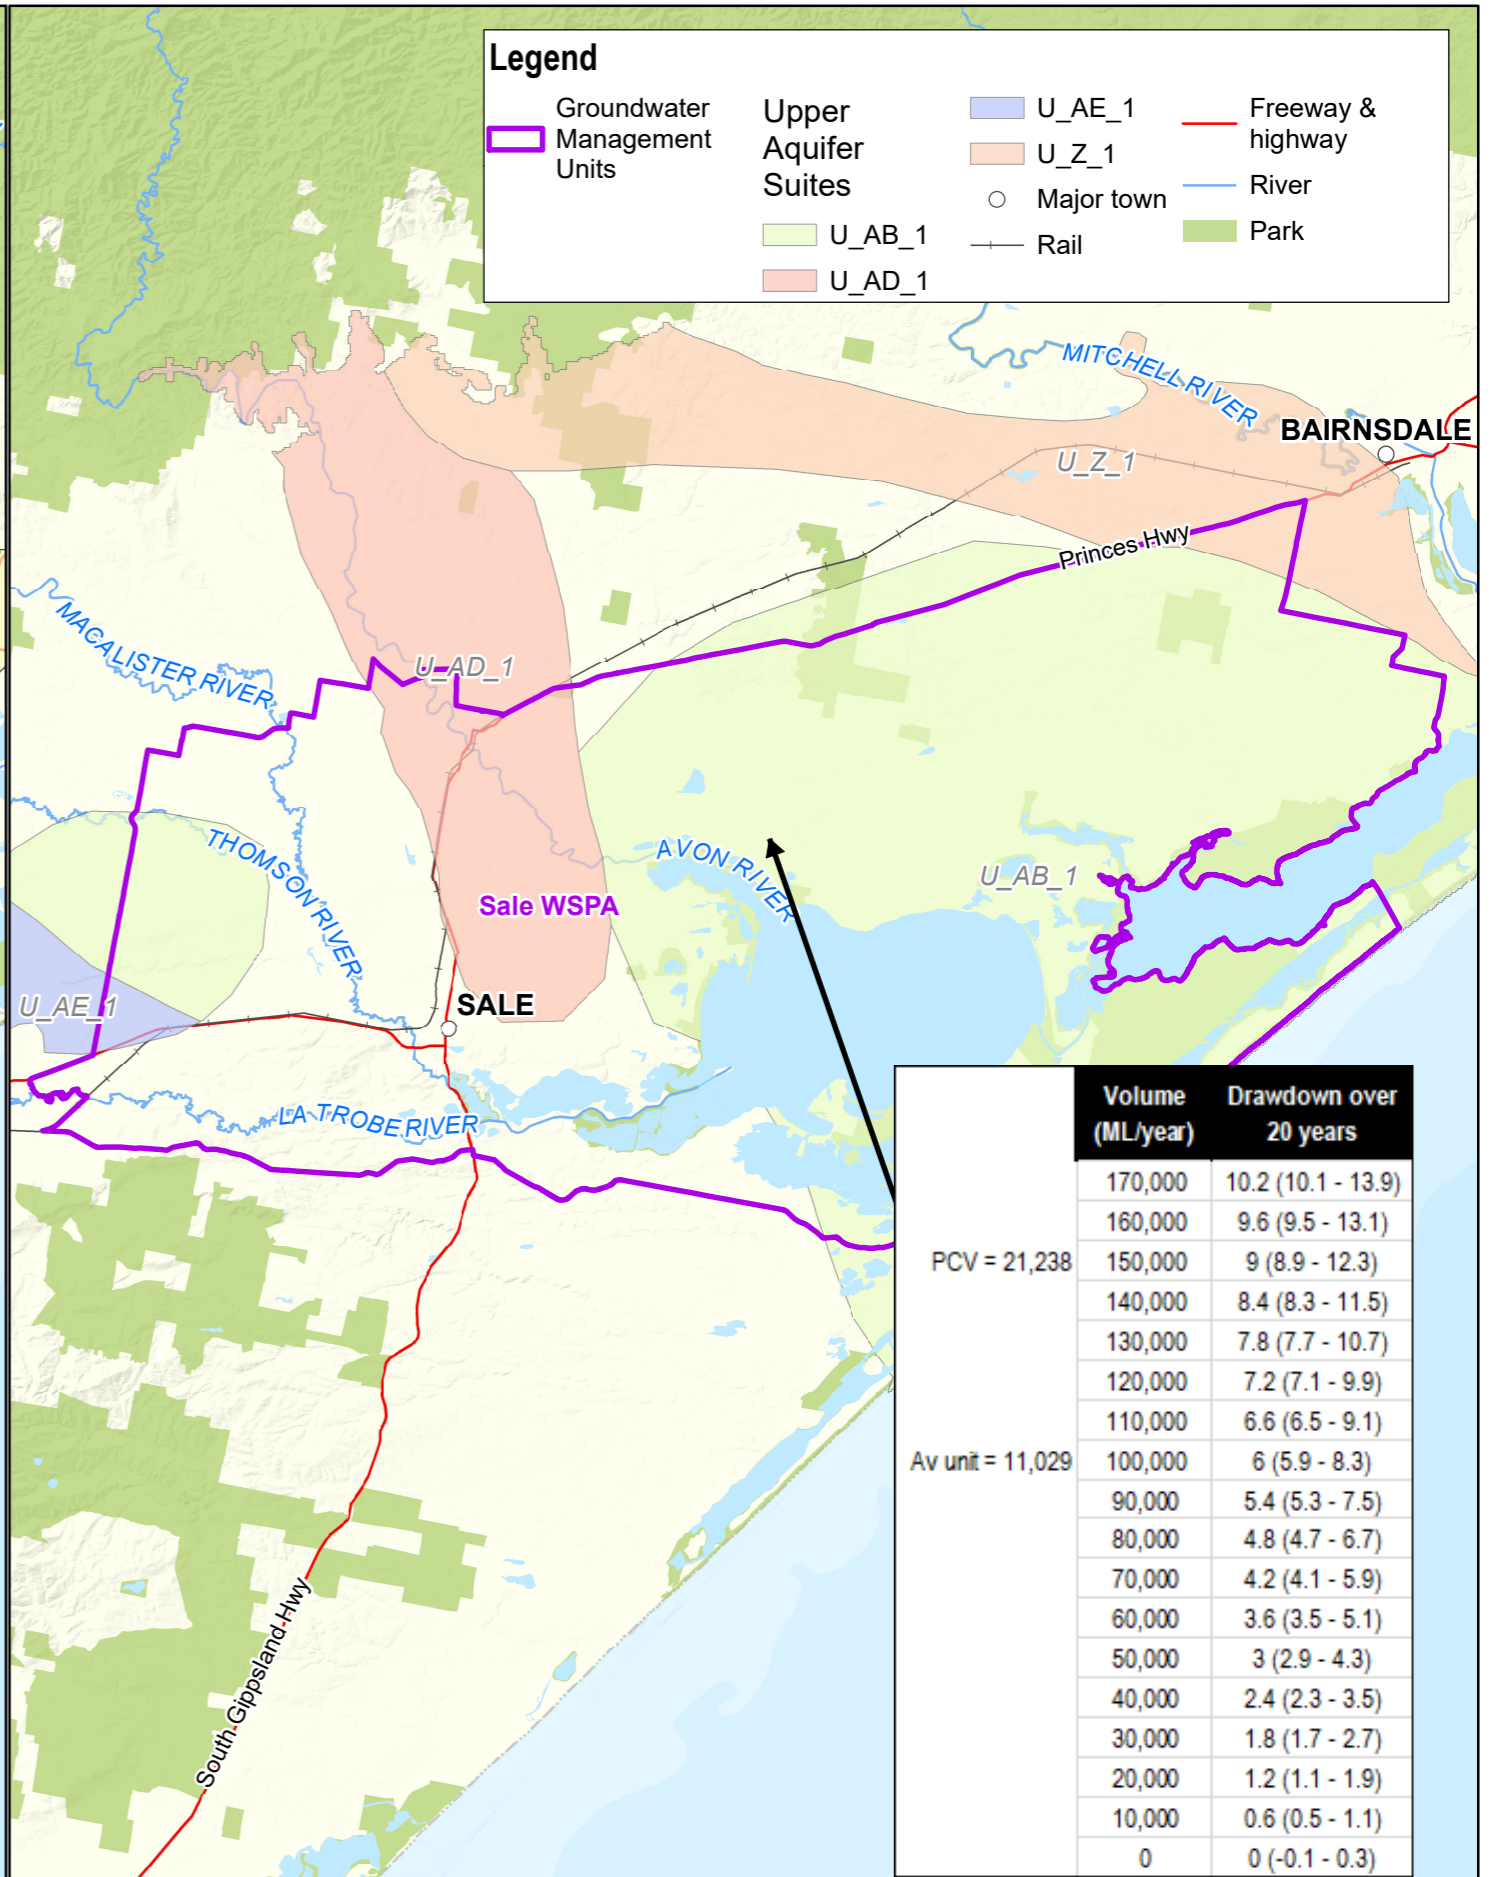 Legend
Groundwater
Management
Units
Upper
Aquifer
Suites
U_AB_1
U_AD_1
U_AE_1
U_Z_1
Major town
Rail
Freeway &
highway
River
Park
MITCHELL RIVER
BAIRNSDALE
U_Z_1
Princes Hwy
MACALISTER RIVER
U_AD_1
THOMSON RIVER
AVON RIVER
U_AB_1
Sale WSPA
U_AE_1
SALE
LA TROBE RIVER
South Gippsland Hwy
Volume Drawdown over
(ML/year) 20 years
170,000 10.2 (10.1 - 13.9)
160,000 9.6 (9.5 - 13.1)
PCV = 21,238 150,000 9 (8.9 - 12.3)
140,000 8.4 (8.3 - 11.5)
130,000 7.8 (7.7 - 10.7)
120,000 7.2 (7.1 - 9.9)
110,000 6.6 (6.5 - 9.1)
Av unit = 11,029 100,000 6 (5.9 - 8.3)
90,000 5.4 (5.3 - 7.5)
80,000 4.8 (4.7 - 6.7)
70,000 4.2 (4.1 - 5.9)
60,000 3.6 (3.5 - 5.1)
50,000 3 (2.9 - 4.3)
40,000 2.4 (2.3 - 3.5)
30,000 1.8 (1.7 - 2.7)
20,000 1.2 (1.1 - 1.9)
10,000 0.6 (0.5 - 1.1)
0 0 (-0.1 - 0.3)